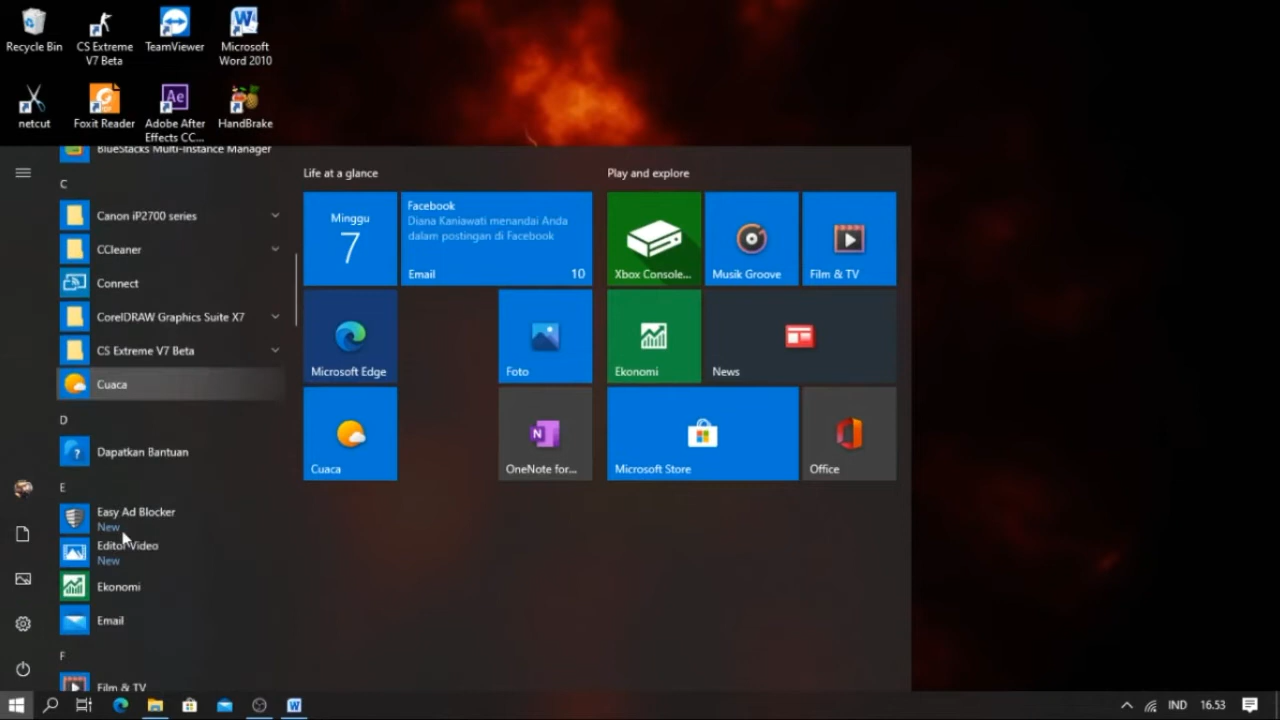 Recycle Bin
CS Extreme
V7 Beta
TeamViewer
Microsoft
Word 2010
netcut
Foxit Reader
Adobe After
Effects CC...
HandBrake
BlueStacks Multi-Instance Manager
C
Canon iP2700 series
CCleaner
Connect
CorelDRAW Graphics Suite X7
CS Extreme V7 Beta
Cuaca
D
Dapatkan Bantuan
E
Easy Ad Blocker
New
Editor Video
New
Ekonomi
Email
F
Film & TV
Life at a glance
Minggu
7
Facebook
Diana Kaniawati menandai Anda
dalam postingan di Facebook
Email 10
Microsoft Edge
Foto
Cuaca
OneNote for...
Play and explore
Xbox Console...
Musik Groove
Film & TV
Ekonomi
News
Microsoft Store
Office
IND
16.53